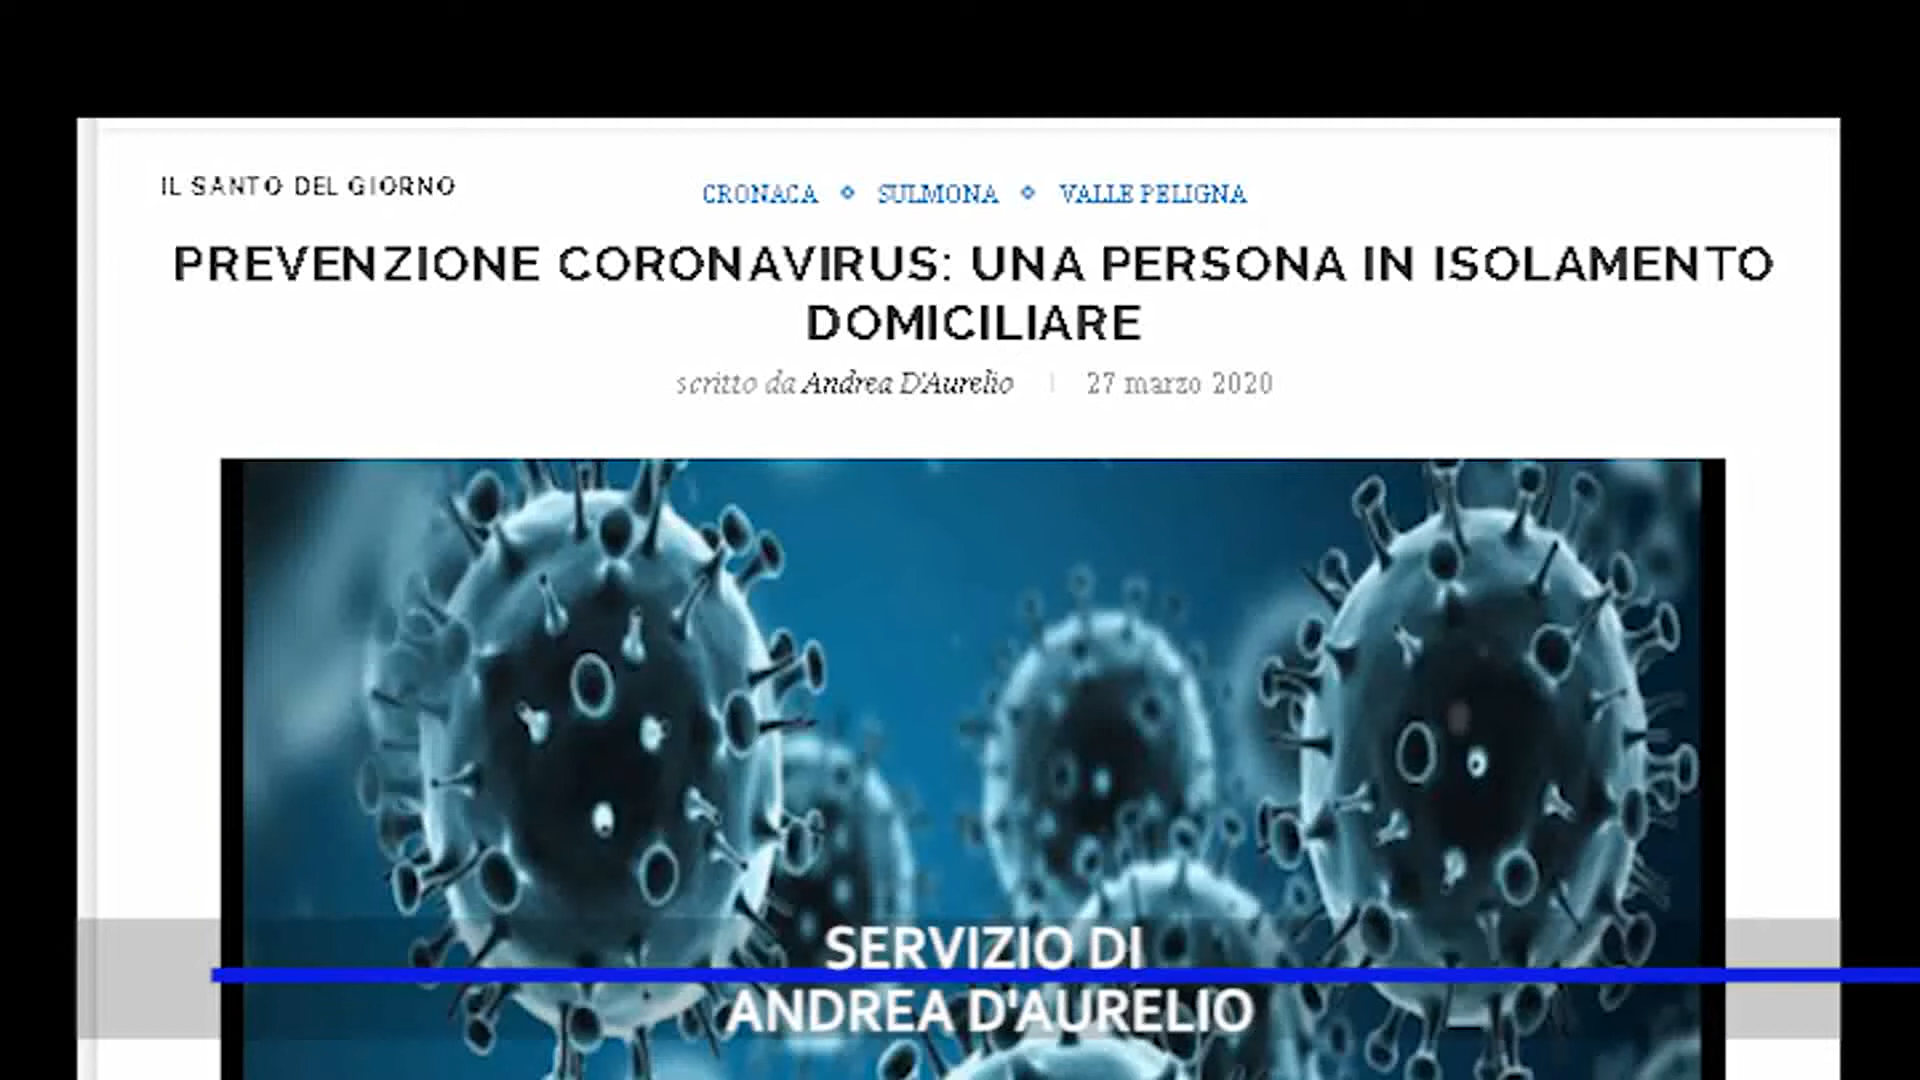 IL SANTO DEL GIORNO
CRONACA ⋄ SULMONA ⋄ VALLE PELIGNA
PREVENZIONE CORONAVIRUS: UNA PERSONA IN ISOLAMENTO
DOMICILIARE
scritto da Andrea D'Aurelio | 27 marzo 2020
SERVIZIO DI
ANDREA D'AURELIO